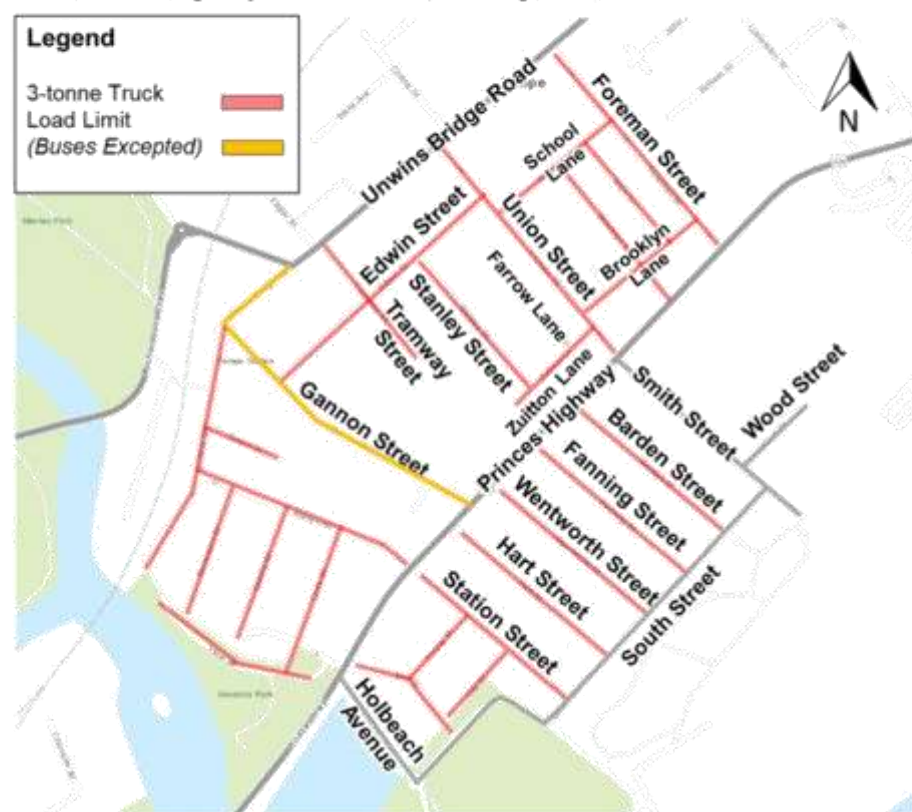 Legend
3-tonne Truck
Load Limit
(Buses Excepted)
N
Unwins Bridge Road
Foreman Street
School
Lane
Edwin Street
Union Street
Brooklyn
Lane
Farrow Lane
Stanley Street
Tramway
Street
Zuitton Lane
Princes Highway
Smith Street
Wood Street
Gannon Street
Barden Street
Fanning Street
Wentworth Street
Hart Street
South Street
Station Street
Holbeach
Avenue